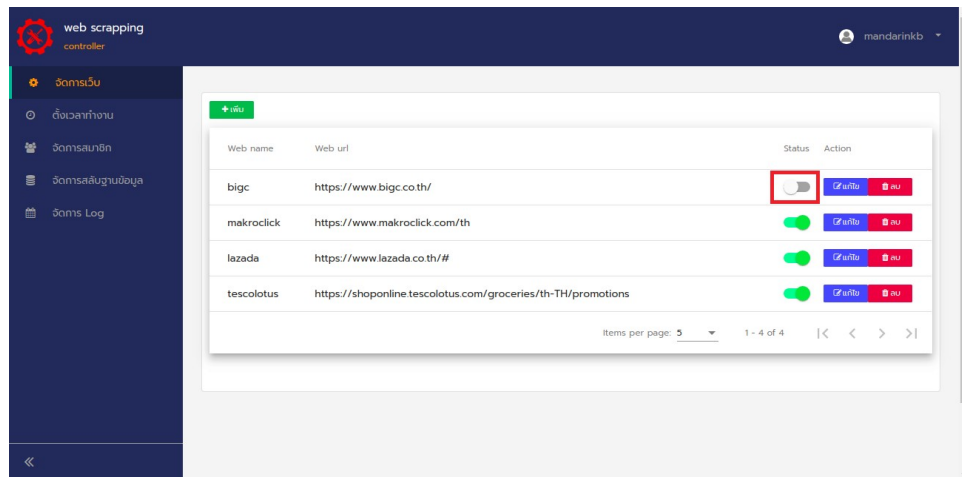 web scrapping
controller
mandarinkb
จัดการเว็บ
ตั้งเวลาทำงาน
จัดการสมาชิก
จัดการสลับฐานข้อมูล
จัดการ Log
+ เพิ่ม
Web name Web url Status Action
bigc https://www.bigc.co.th/ แก้ไข ลบ
makroclick https://www.makroclick.com/th แก้ไข ลบ
lazada https://www.lazada.co.th/# แก้ไข ลบ
tescolotus https://shoponline.tescolotus.com/groceries/th-TH/promotions แก้ไข ลบ
Items per page: 5 1 - 4 of 4